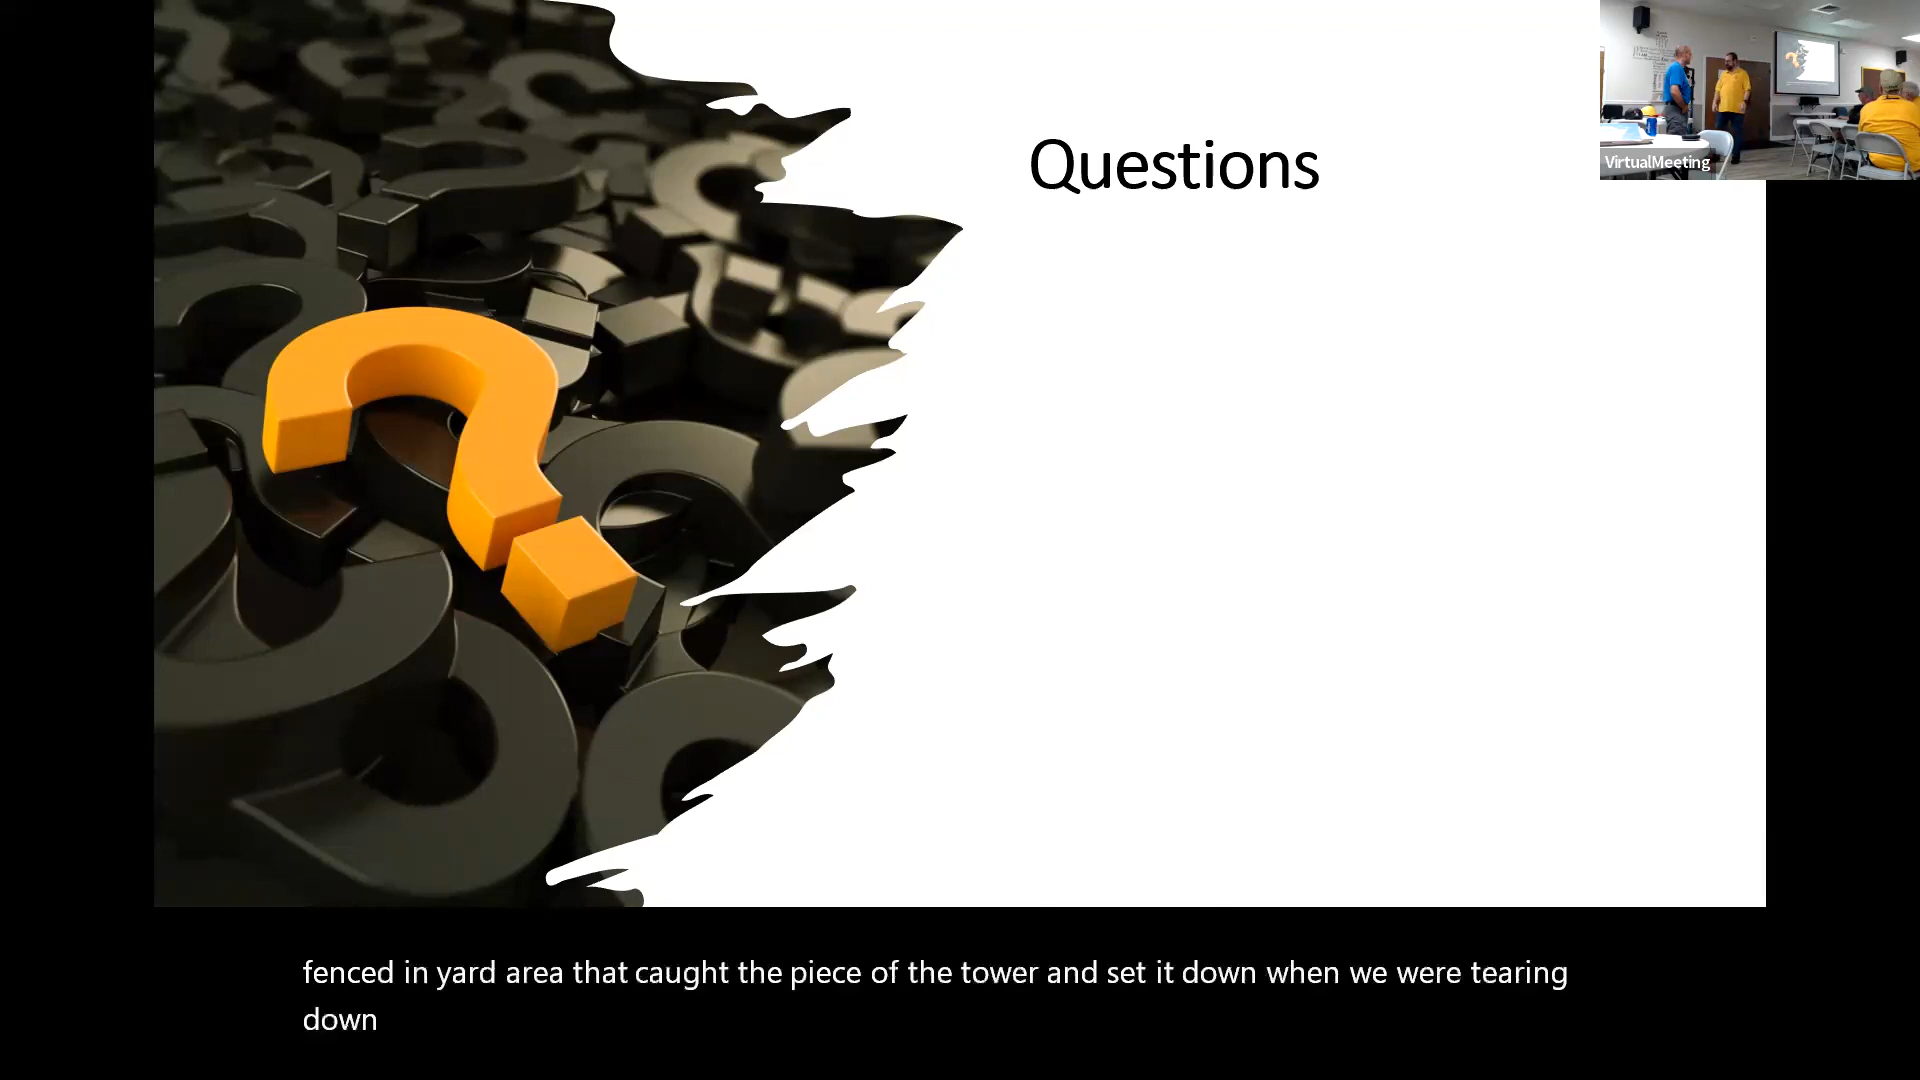 Questions
VirtualMeeting
fenced in yard area that caught the piece of the tower and set it down when we were tearing
down